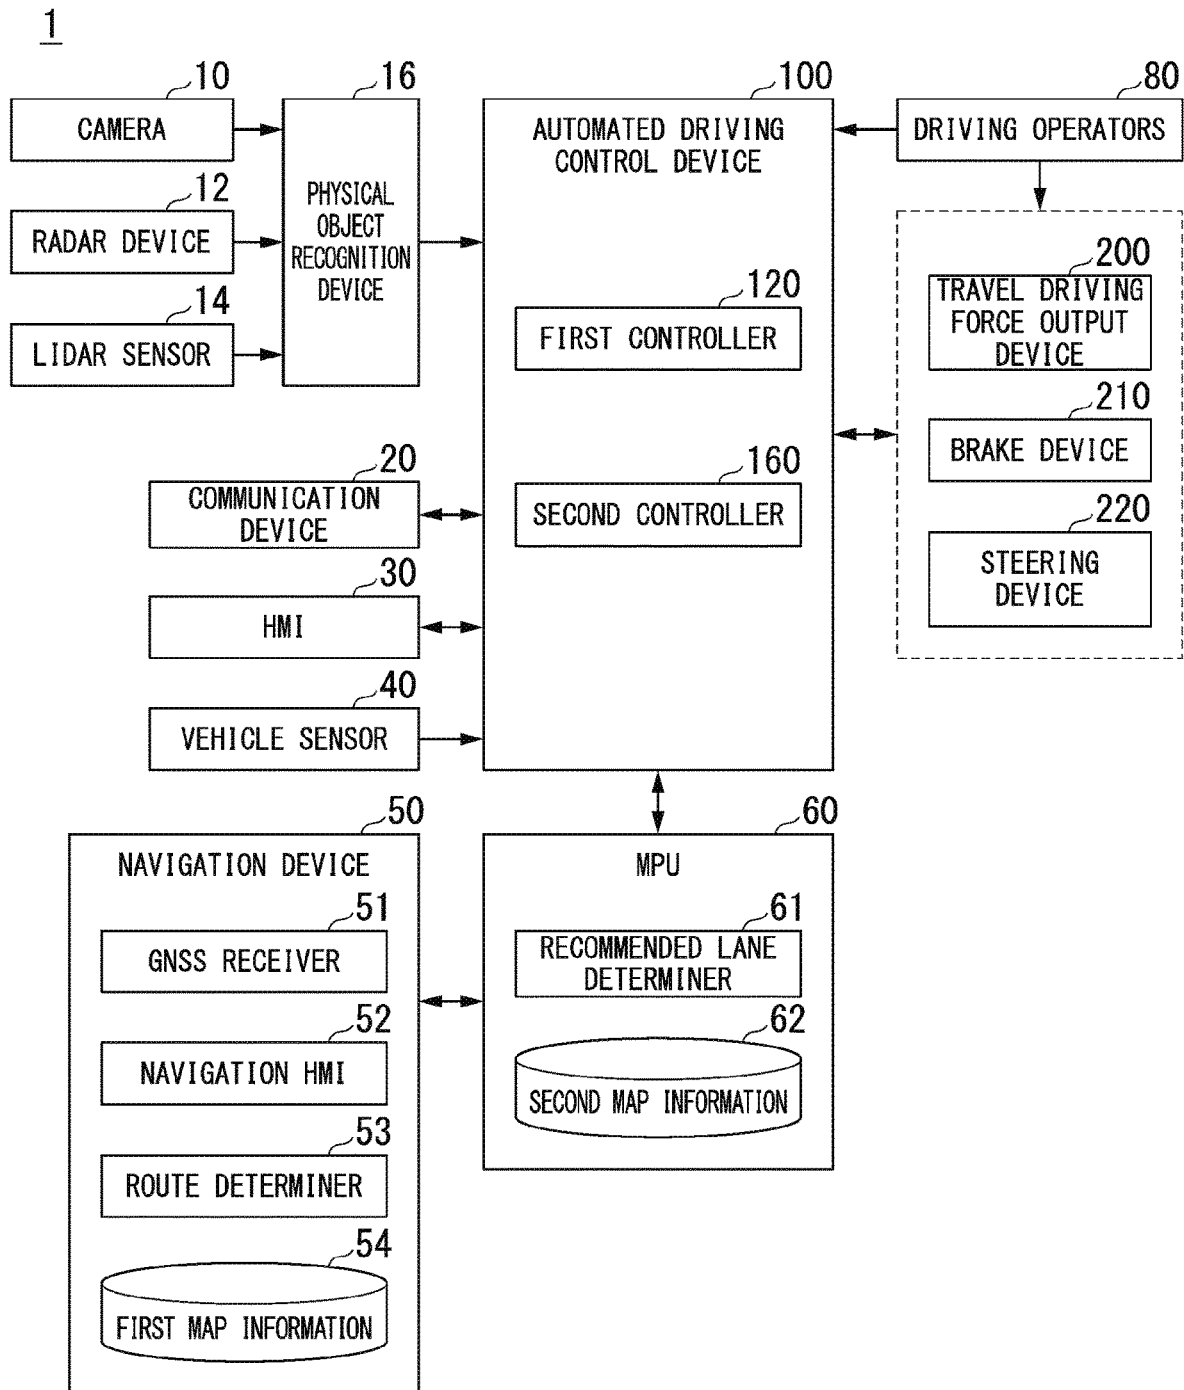 1
10
CAMERA
12
RADAR DEVICE
14
LIDAR SENSOR
16
PHYSICAL
OBJECT
RECOGNITION
DEVICE
100
AUTOMATED DRIVING
CONTROL DEVICE
120
FIRST CONTROLLER
160
SECOND CONTROLLER
80
DRIVING OPERATORS
200
TRAVEL DRIVING
FORCE OUTPUT
DEVICE
210
BRAKE DEVICE
220
STEERING
DEVICE
20
COMMUNICATION
DEVICE
30
HMI
40
VEHICLE SENSOR
50
NAVIGATION DEVICE
51
GNSS RECEIVER
52
NAVIGATION HMI
53
ROUTE DETERMINER
54
FIRST MAP INFORMATION
60
MPU
61
RECOMMENDED LANE
DETERMINER
62
SECOND MAP INFORMATION